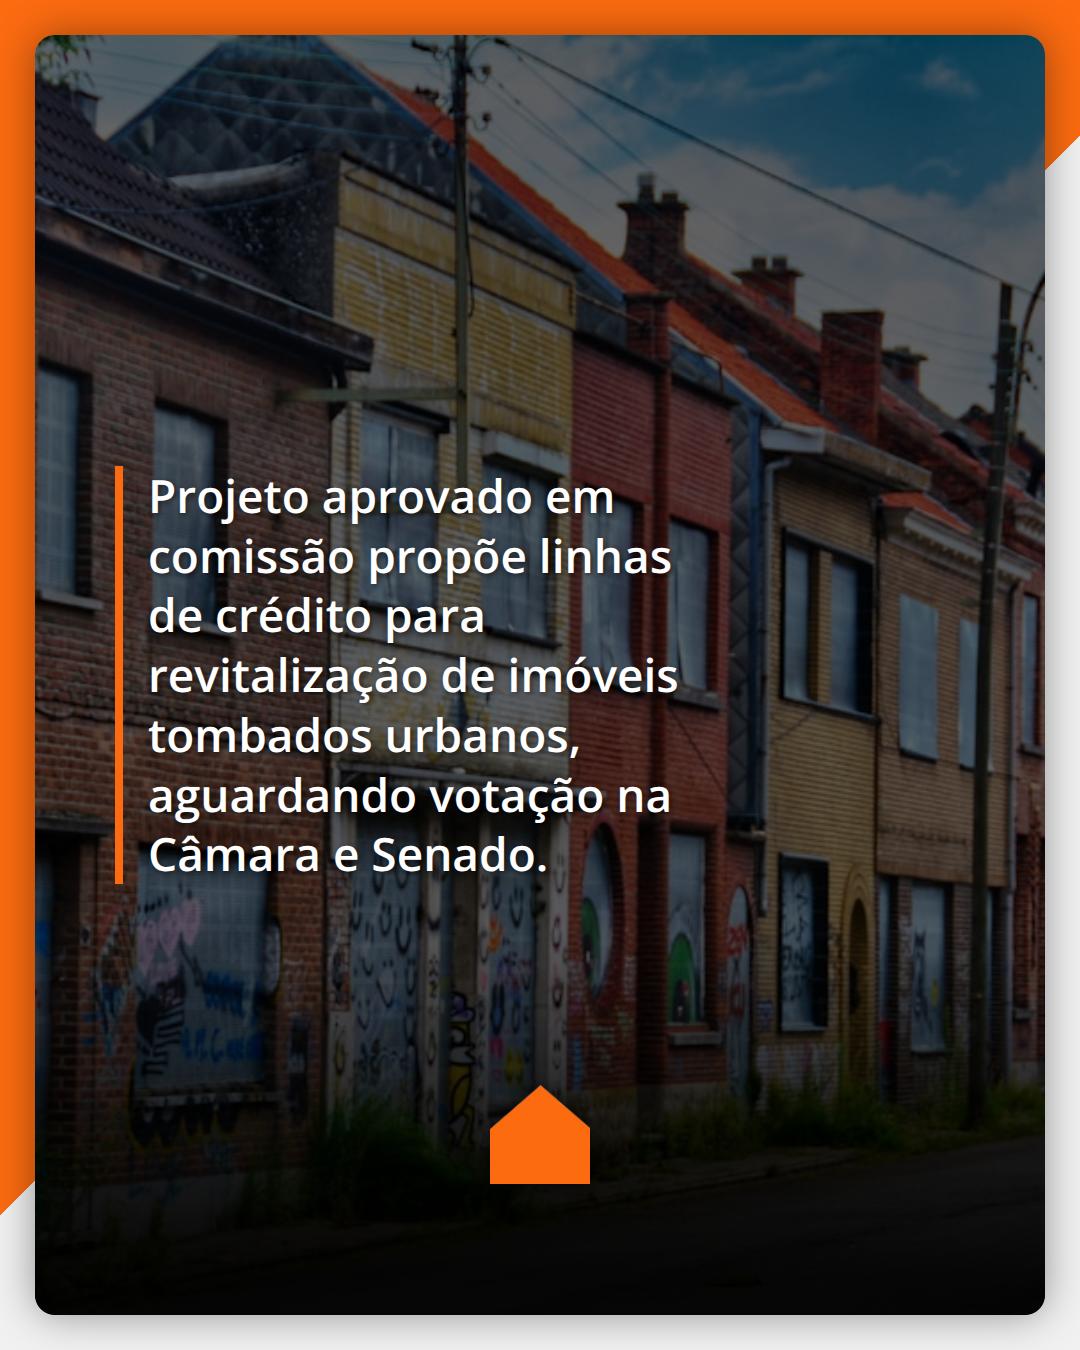 Projeto aprovado em
comissão propõe linhas
de crédito para
revitalização de imóveis
tombados urbanos,
aguardando votação na
Câmara e Senado.